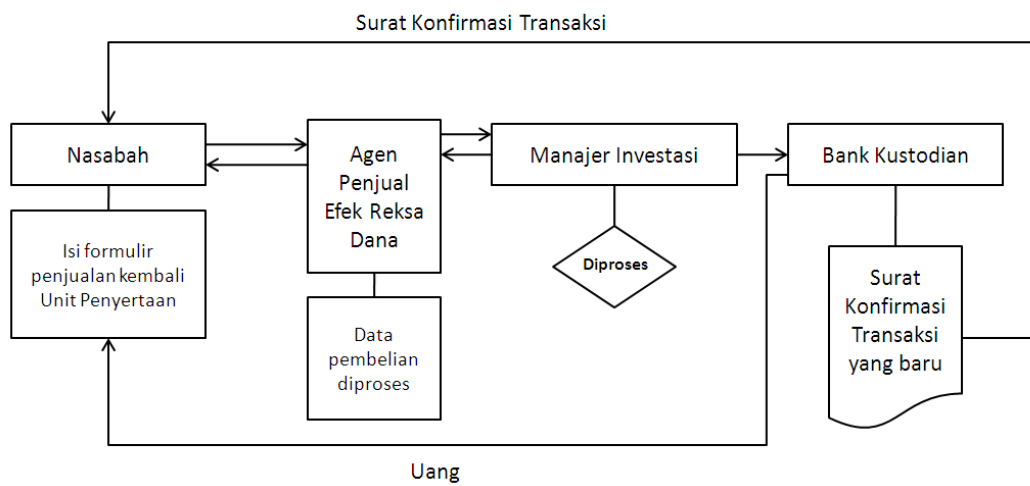 Surat Konfirmasi Transaksi
Nasabah
Isi formulir
penjualan kembali
Unit Penyertaan
Agen
Penjual
Efek Reksa
Dana
Data
pembelian
diproses
Manajer Investasi
Diproses
Bank Kustodian
Surat
Konfirmasi
Transaksi
yang baru
Uang